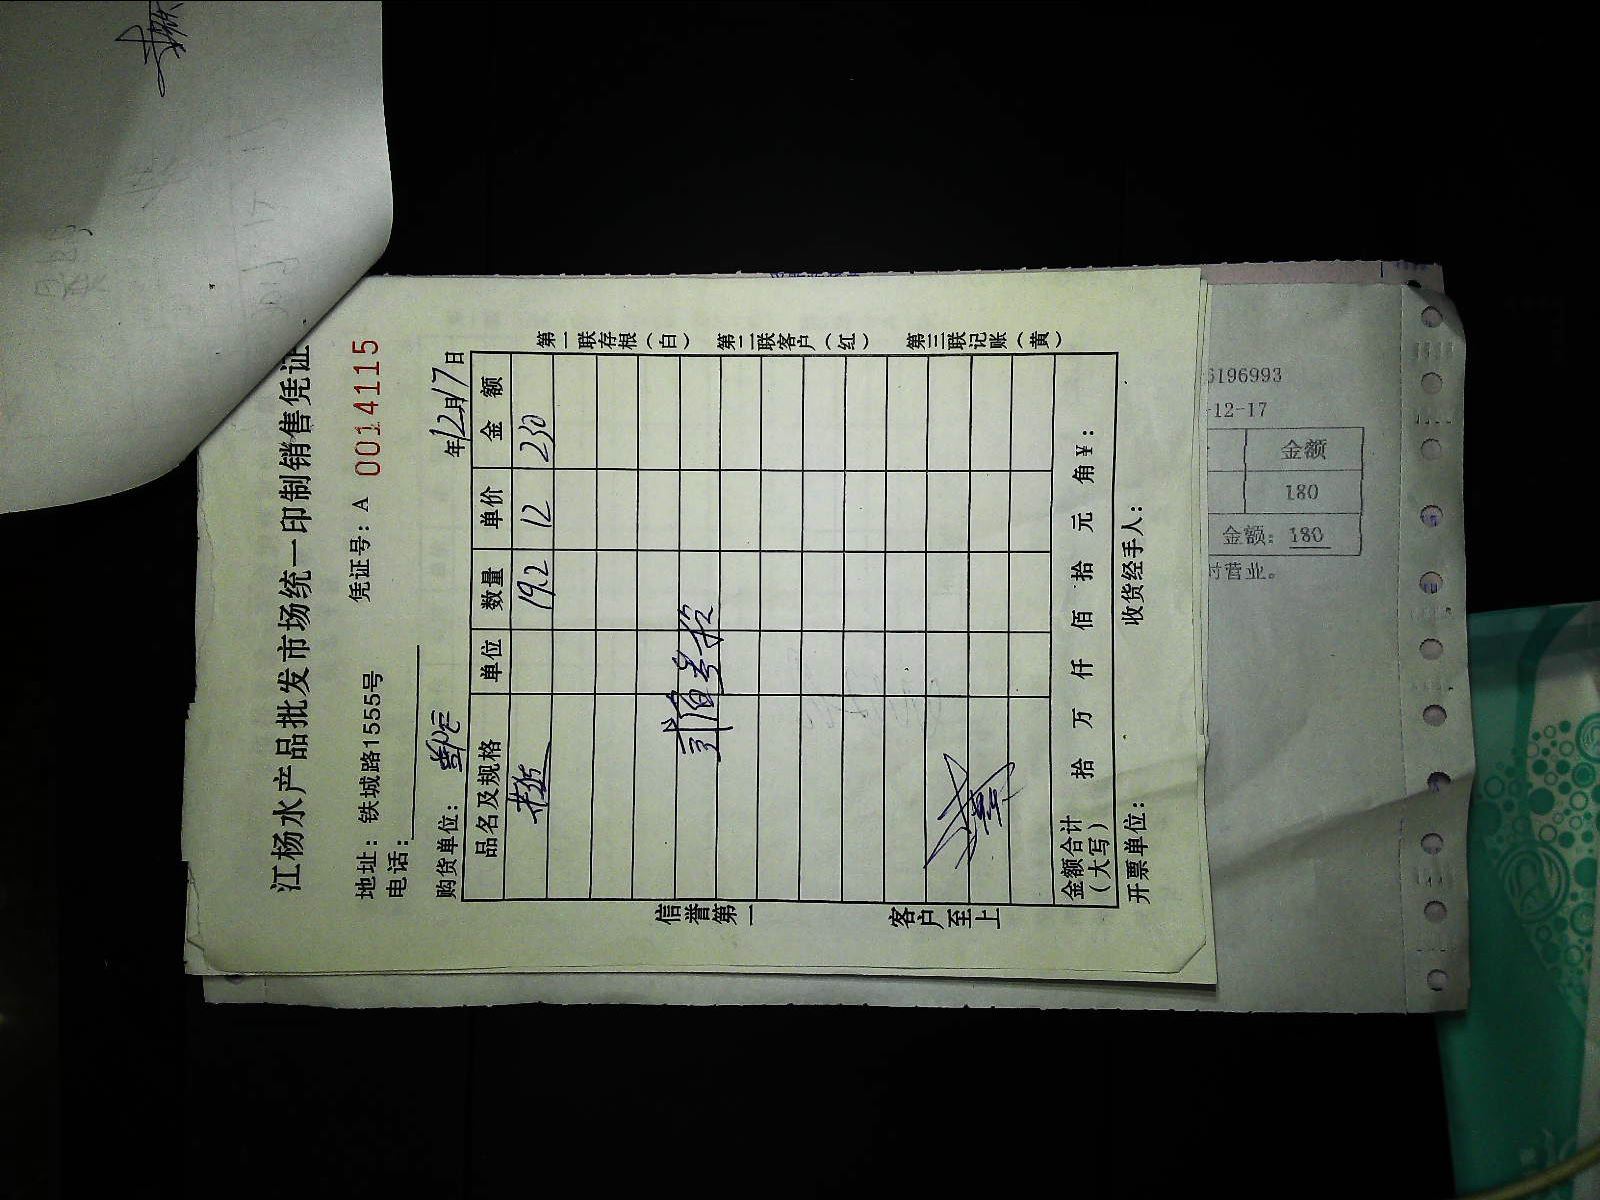 江杨水产品批发市场统一印制销售凭证
地址：铁城路1555号 凭证号：A 0014115
电话：
购货单位： 年12月17日
品名及规格 单位 数量 单价 金额
19.2 12 230
金额合计（大写） 拾 万 仟 佰 拾 元 角 ¥：
开票单位： 收货经手人：
信誉第一
客户至上
第一联存根（白）
第二联客户（红）
第三联记账（黄）
6196993
-12-17
金额
180
金额：180
时营业。